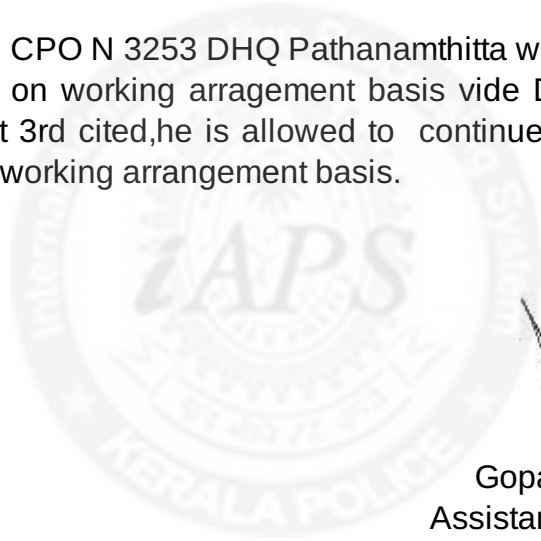 CPO N 3253 DHQ Pathanamthitta w
on working arragement basis vide D
t 3rd cited,he is allowed to continue
working arrangement basis.
iAPS
KERALA POLICE
Gopa
Assistan